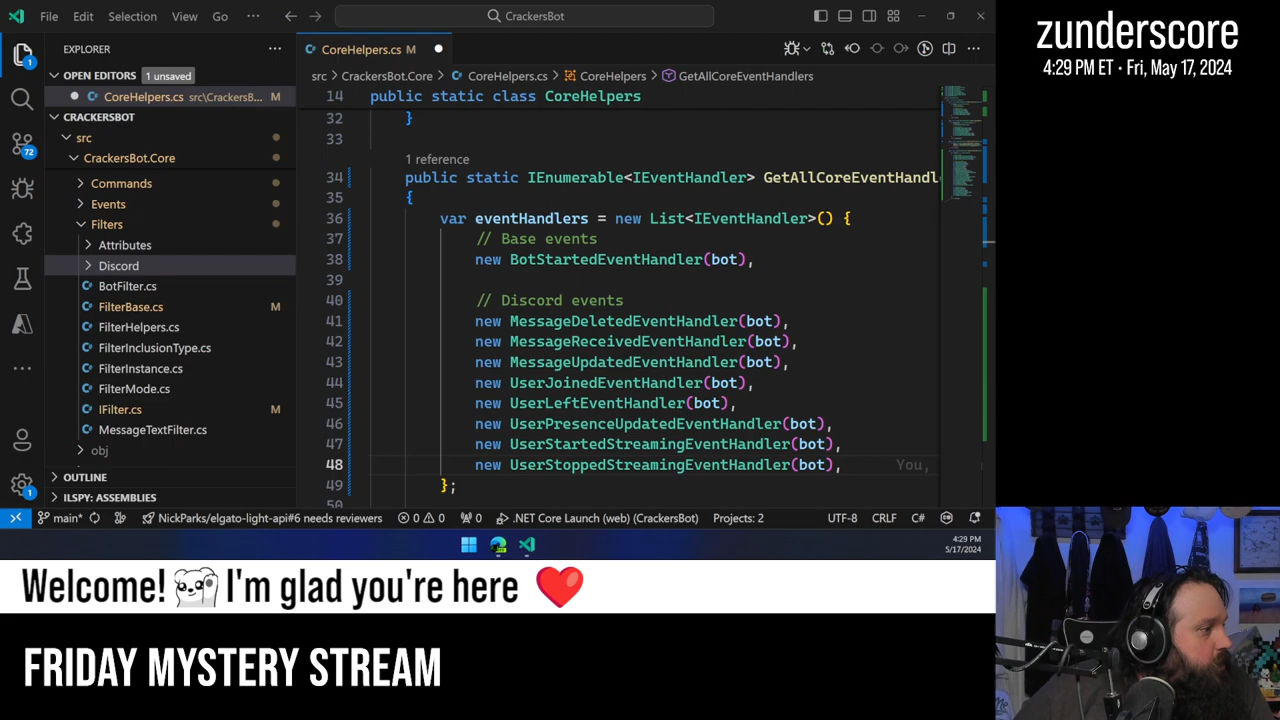 File Edit Selection View Go ··· CrackersBot
zunderscore
4:29 PM ET • Fri, May 17, 2024
EXPLORER
OPEN EDITORS 1 unsaved
CoreHelpers.cs src\CrackersB... M
CRACKERSBOT
src
CrackersBot.Core
Commands
Events
Filters
Attributes
Discord
BotFilter.cs
FilterBase.cs M
FilterHelpers.cs
FilterInclusionType.cs
FilterInstance.cs
FilterMode.cs
IFilter.cs M
MessageTextFilter.cs
obj
OUTLINE
ILSPY: ASSEMBLIES
1
72
1
CoreHelpers.cs M
src > CrackersBot.Core > CoreHelpers.cs > CoreHelpers > GetAllCoreEventHandlers
14 public static class CoreHelpers
32 }
33
1 reference
34 public static IEnumerable<IEventHandler> GetAllCoreEventHandl
35 {
36 var eventHandlers = new List<IEventHandler>() {
37 // Base events
38 new BotStartedEventHandler(bot),
39
40 // Discord events
41 new MessageDeletedEventHandler(bot),
42 new MessageReceivedEventHandler(bot),
43 new MessageUpdatedEventHandler(bot),
44 new UserJoinedEventHandler(bot),
45 new UserLeftEventHandler(bot),
46 new UserPresenceUpdatedEventHandler(bot),
47 new UserStartedStreamingEventHandler(bot),
48 new UserStoppedStreamingEventHandler(bot), You,
49 };
50
main* NickParks/elgato-light-api#6 needs reviewers 0 0 0 .NET Core Launch (web) (CrackersBot) Projects: 2 UTF-8 CRLF C#
4:29 PM
5/17/2024
Welcome! I'm glad you're here
FRIDAY MYSTERY STREAM